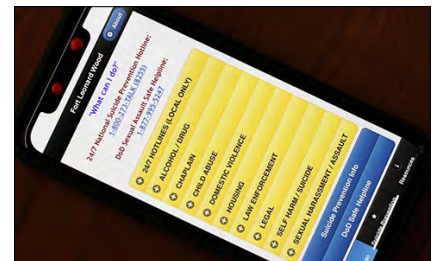 Fort Leonard Wood
About
"What can I do?"
24/7 National Suicide Prevention Hotline:
1-800-273-TALK (8255)
DoD Sexual Assault Safe Helpline:
1-877-995-5247
24/7 HOTLINES (LOCAL ONLY)
ALCOHOL / DRUG
CHAPLAIN
CHILD ABUSE
DOMESTIC VIOLENCE
HOUSING
LAW ENFORCEMENT
LEGAL
SELF HARM / SUICIDE
SEXUAL HARASSMENT / ASSAULT
Suicide Prevention Info
DoD Safe Helpline
Suicide Prevention
Resources